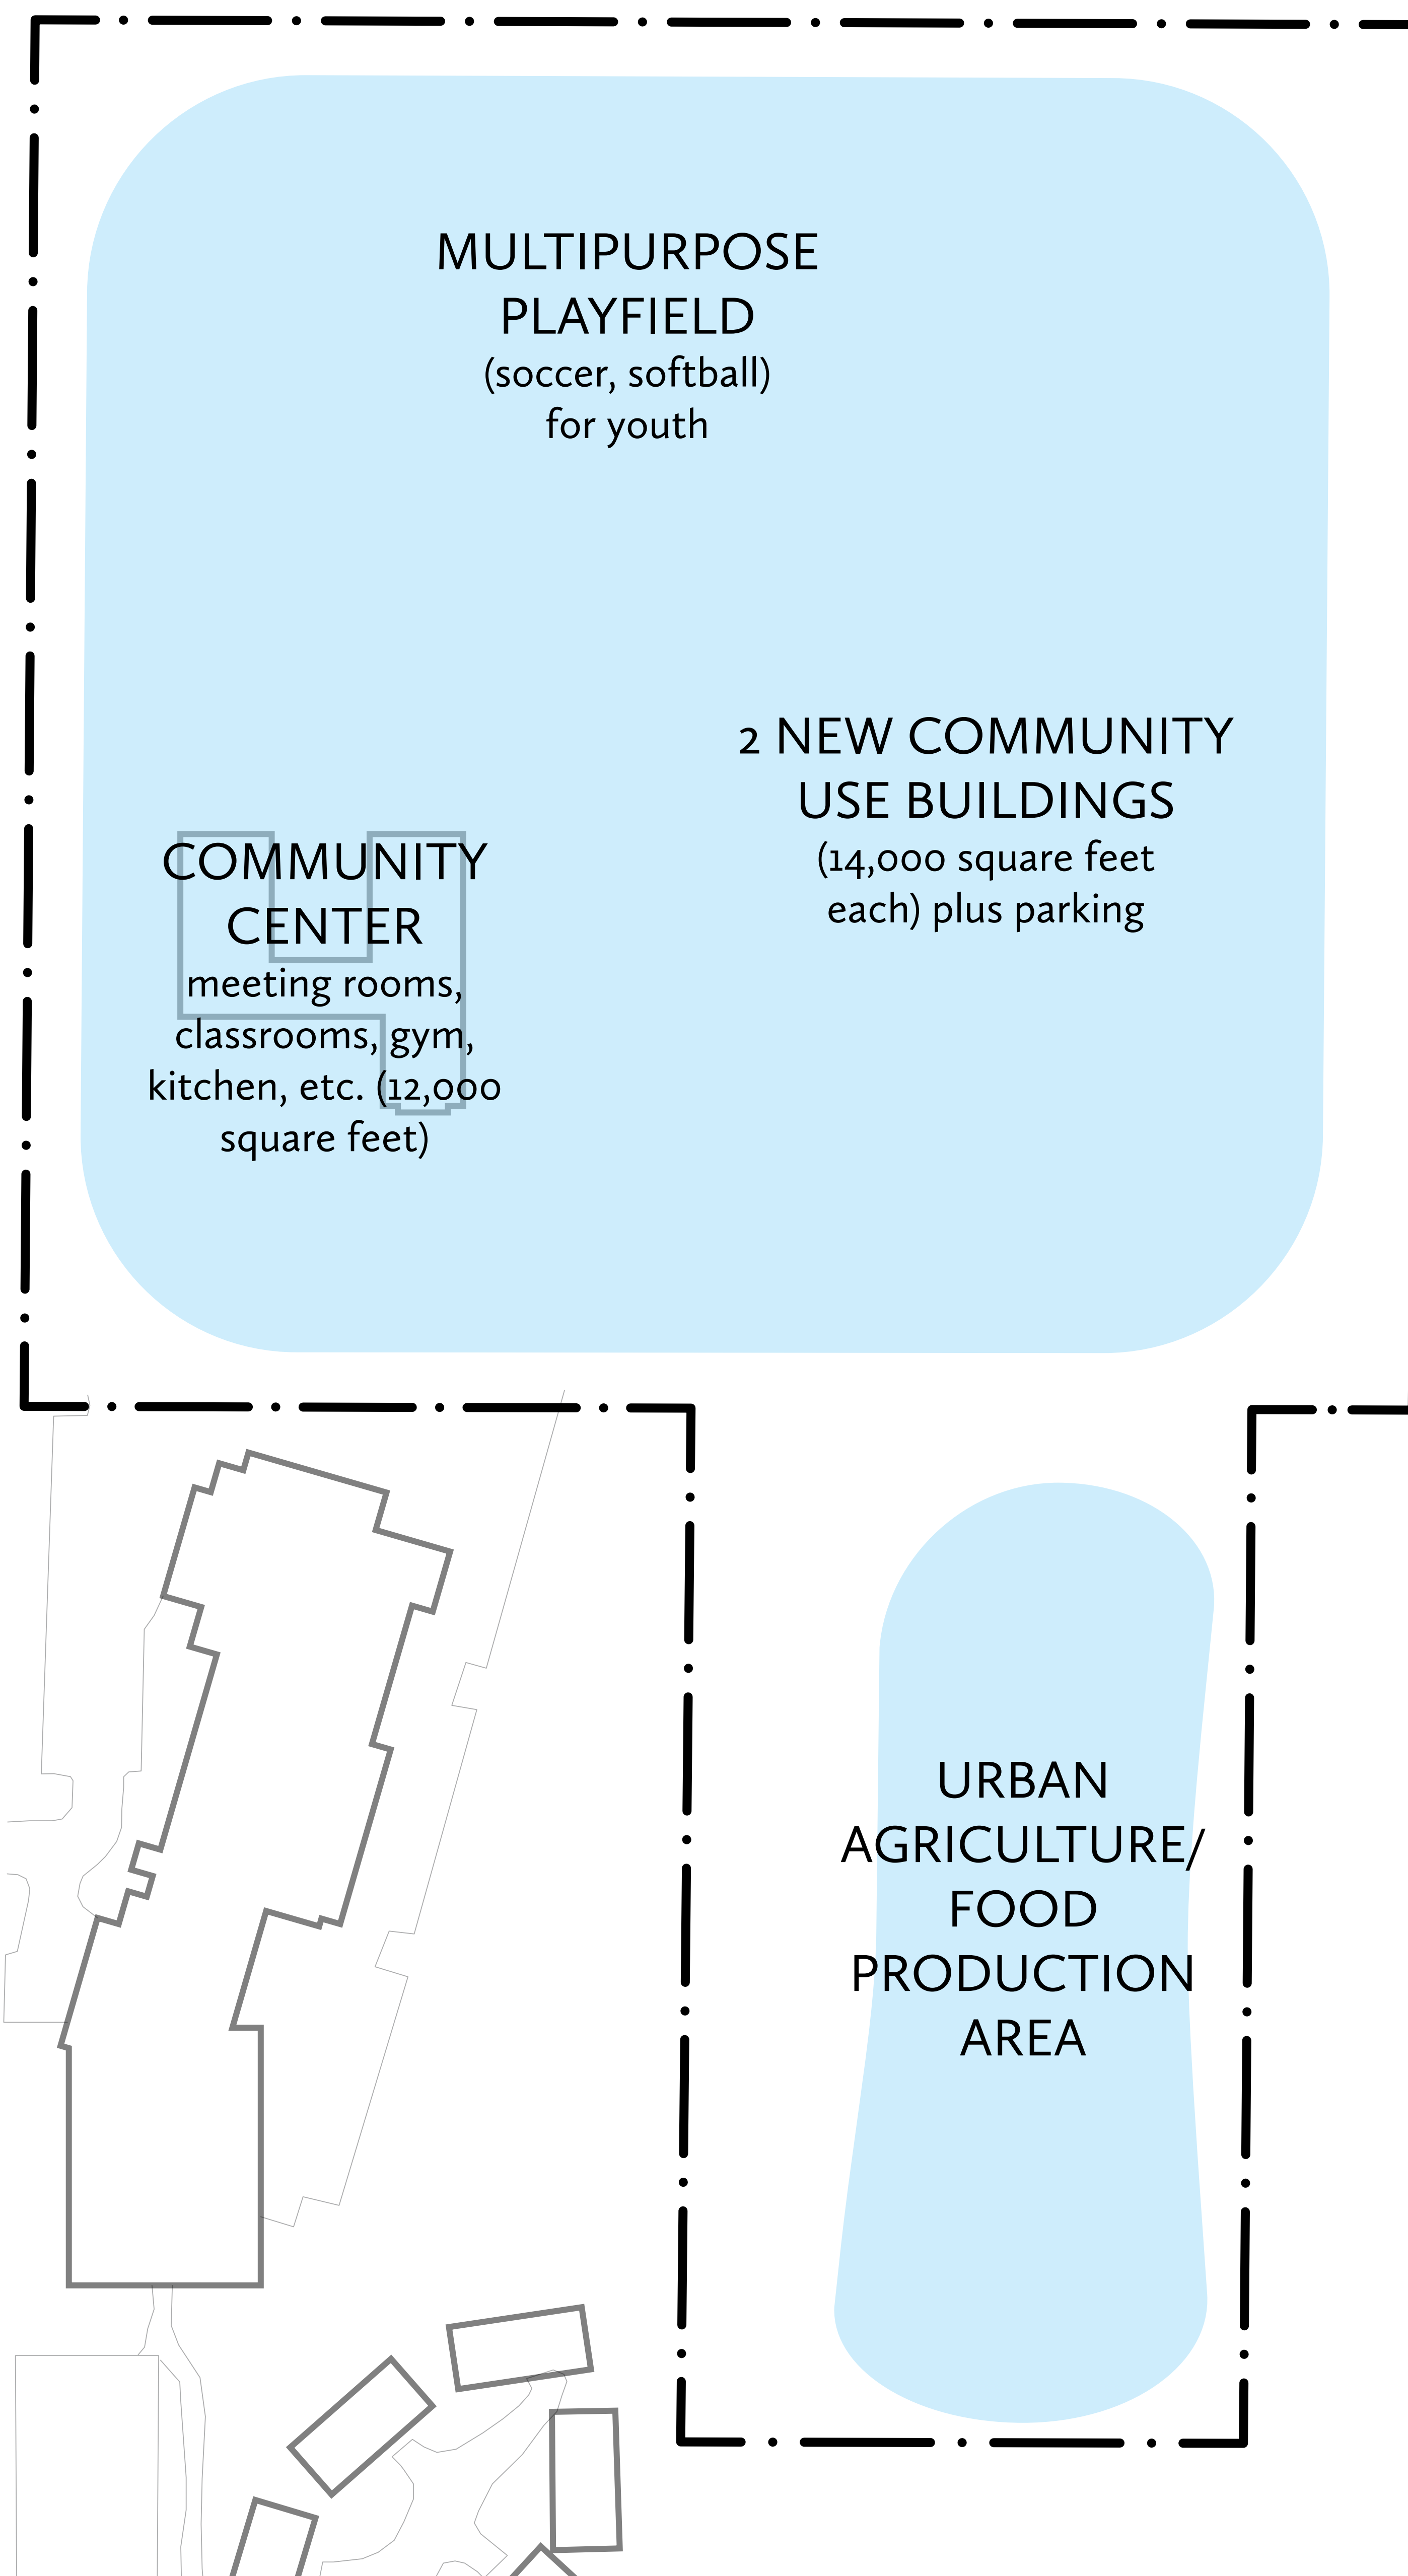 MULTIPURPOSE
PLAYFIELD
(soccer, softball)
for youth
2 NEW COMMUNITY
USE BUILDINGS
(14,000 square feet
each) plus parking
COMMUNITY
CENTER
meeting rooms,
classrooms, gym,
kitchen, etc. (12,000
square feet)
URBAN
AGRICULTURE/
FOOD
PRODUCTION
AREA